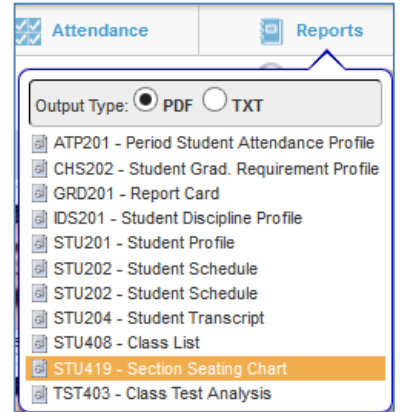 Attendance Reports
Output Type: PDF TXT
ATP201 - Period Student Attendance Profile
CHS202 - Student Grad. Requirement Profile
GRD201 - Report Card
IDS201 - Student Discipline Profile
STU201 - Student Profile
STU202 - Student Schedule
STU202 - Student Schedule
STU204 - Student Transcript
STU408 - Class List
STU419 - Section Seating Chart
TST403 - Class Test Analysis